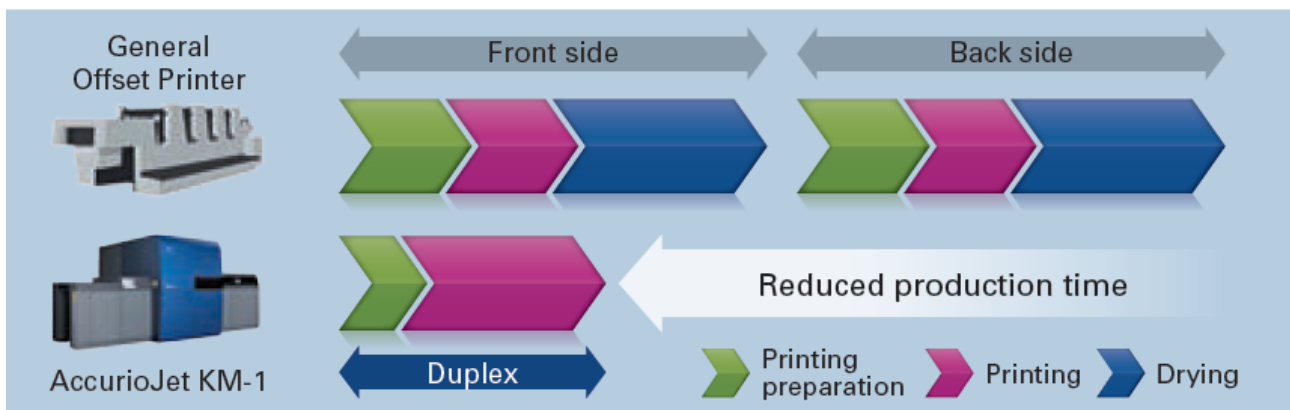 General
Offset Printer
Front side
Back side
AccurioJet KM-1
Duplex
Reduced production time
Printing
preparation
Printing
Drying